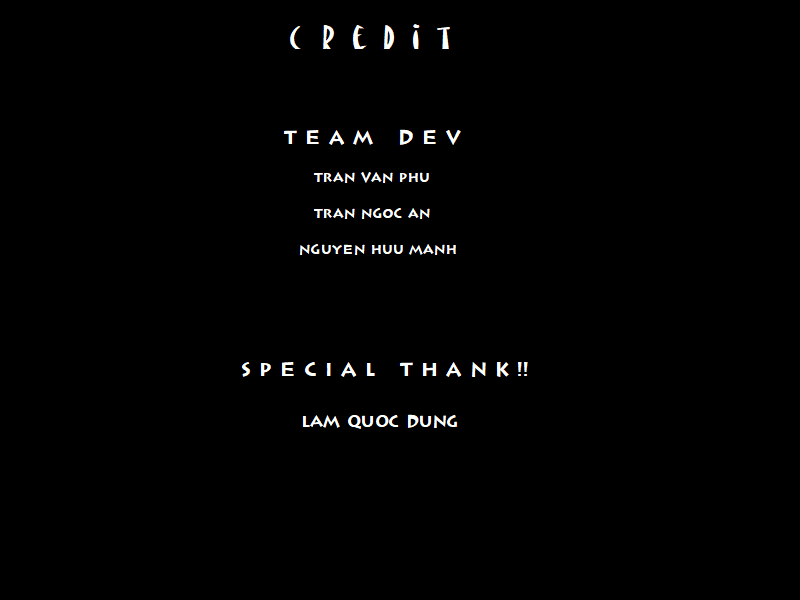 CREDIT
TEAM DEV
TRAN VAN PHU
TRAN NGOC AN
NGUYEN HUU MANH
SPECIAL THANK!!
LAM QUOC DUNG